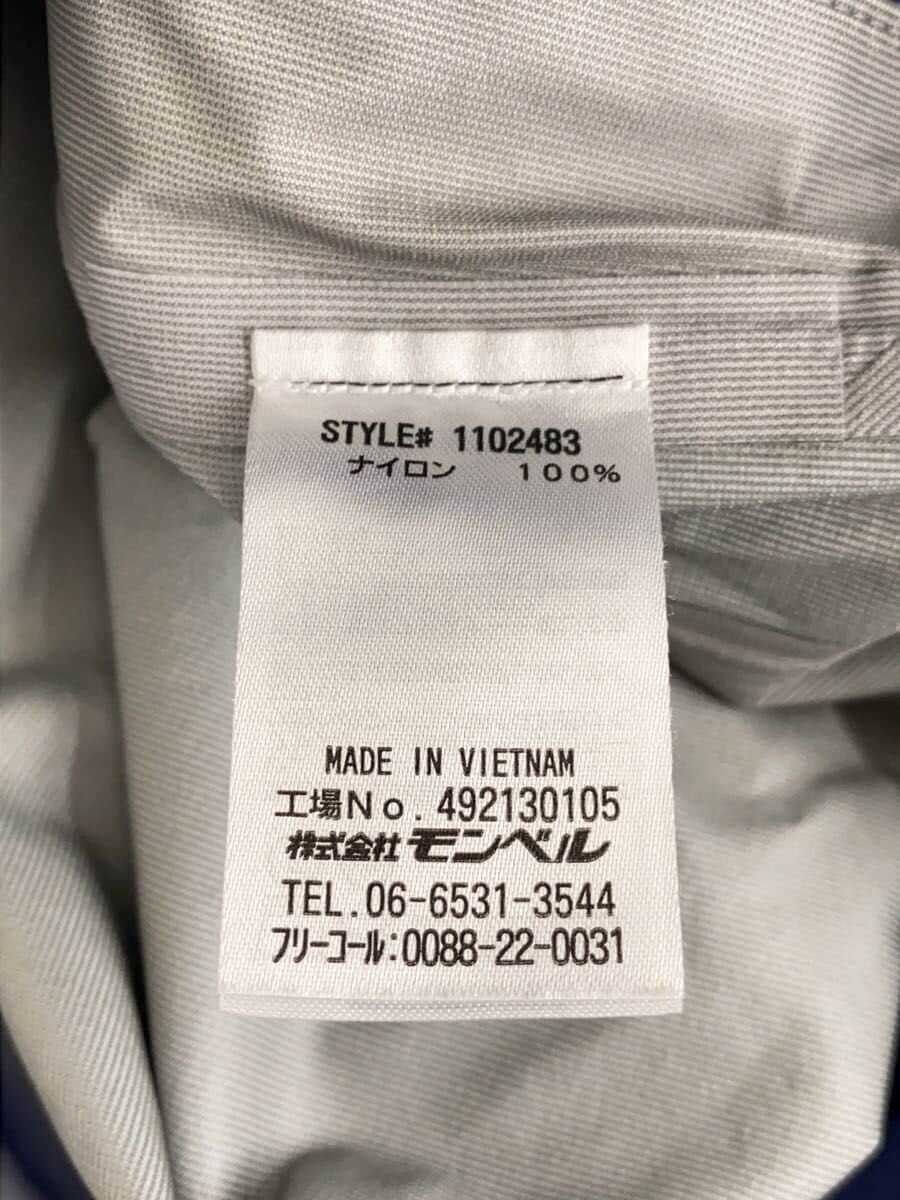 STYLE# 1102483
ナイロン 100%
MADE IN VIETNAM
工場No. 492130105
株式会社モンベル
TEL.06-6531-3544
フリーコール:0088-22-0031